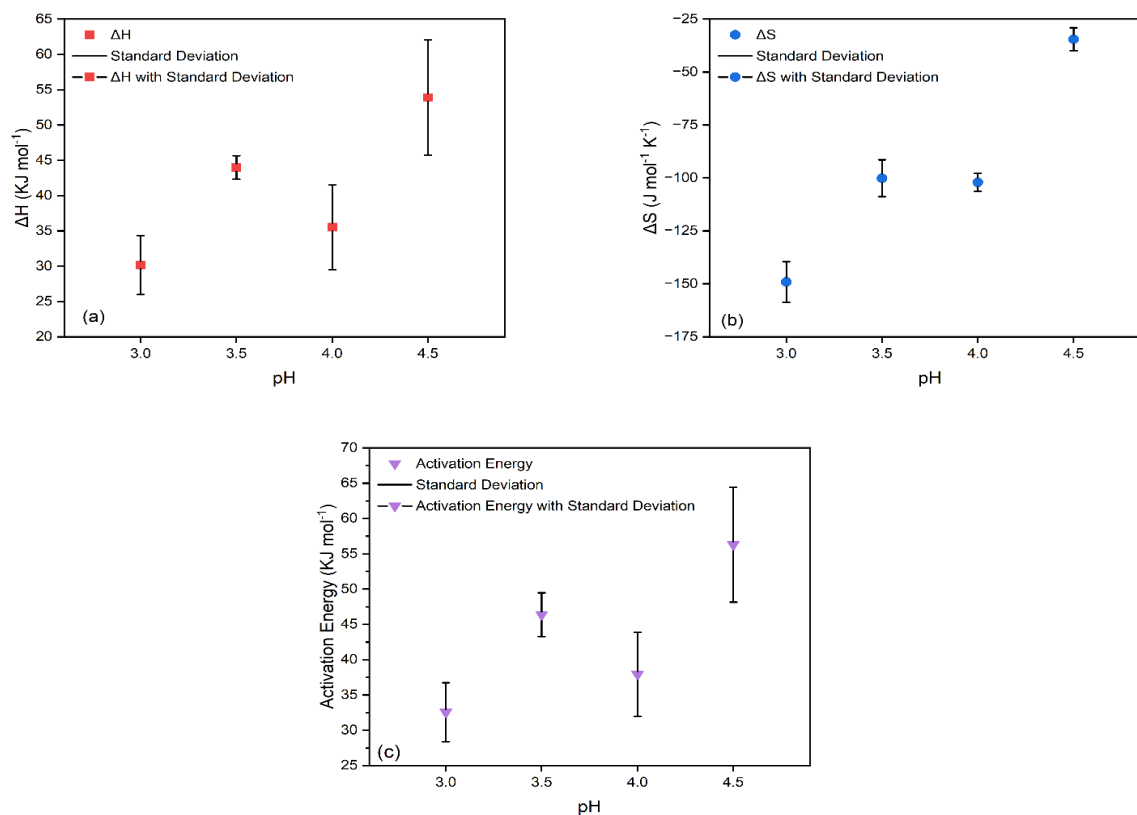 65
60
55
50
45
40
35
30
25
20
ΔH (KJ mol⁻¹)
ΔH
Standard Deviation
ΔH with Standard Deviation
(a)
3.0 3.5 4.0 4.5
pH
−25
−50
−75
−100
−125
−150
−175
ΔS (J mol⁻¹ K⁻¹)
ΔS
Standard Deviation
ΔS with Standard Deviation
(b)
3.0 3.5 4.0 4.5
pH
70
65
60
55
50
45
40
35
30
25
Activation Energy (KJ mol⁻¹)
Activation Energy
Standard Deviation
Activation Energy with Standard Deviation
(c)
3.0 3.5 4.0 4.5
pH